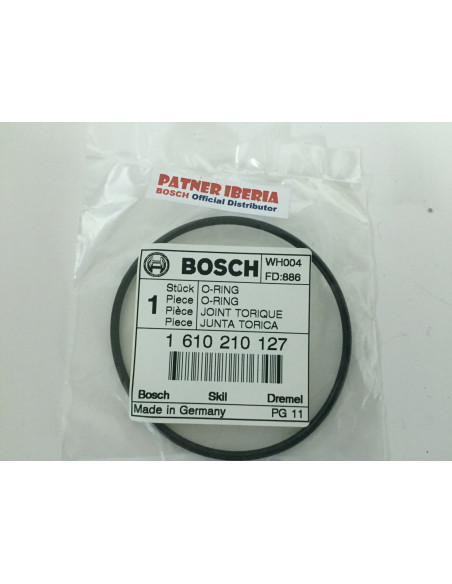 PATNER IBERIA
BOSCH Official Distributor
BOSCH
WH004
FD:886
1
Stück O-RING
Piece O-RING
Pièce JOINT TORIQUE
Piece JUNTA TORICA
1 610 210 127
Bosch Skil Dremel
Made in Germany PG 11